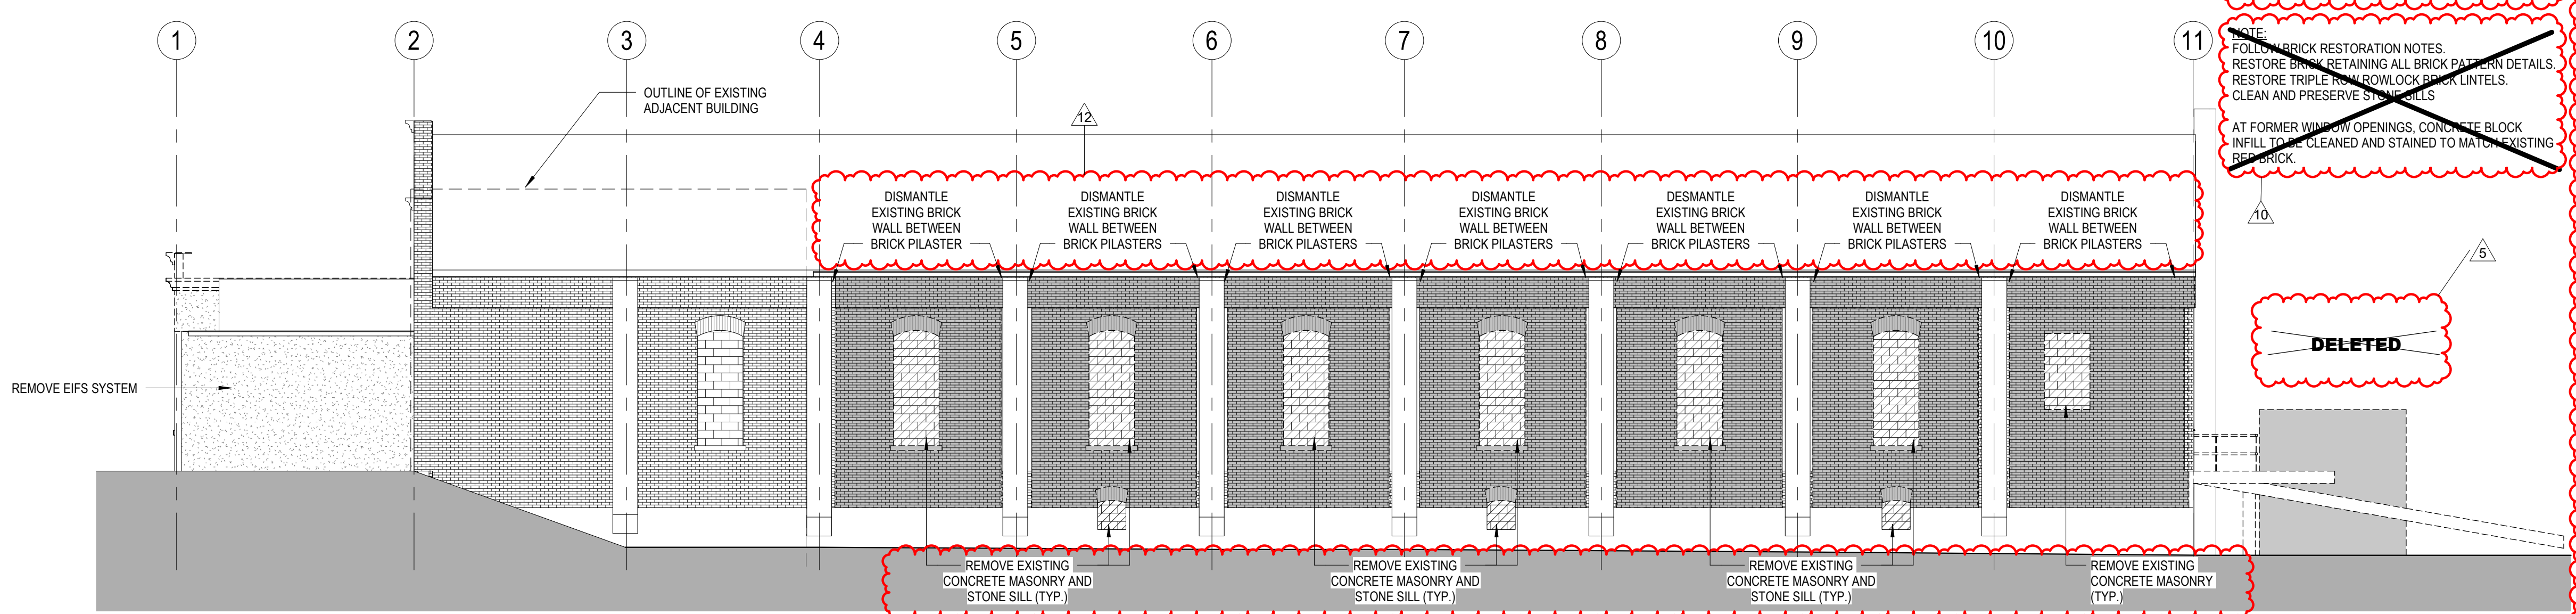 1
2
3
4
5
6
7
8
9
10
11
NOTE:
FOLLOW BRICK RESTORATION NOTES.
RESTORE BRICK RETAINING ALL BRICK PATTERN DETAILS.
RESTORE TRIPLE ROW ROWLOCK BRICK LINTELS.
CLEAN AND PRESERVE STONE SILLS
AT FORMER WINDOW OPENINGS, CONCRETE BLOCK
INFILL TO BE CLEANED AND STAINED TO MATCH EXISTING
RED BRICK.
OUTLINE OF EXISTING
ADJACENT BUILDING
12
DISMANTLE
EXISTING BRICK
WALL BETWEEN
BRICK PILASTER
DISMANTLE
EXISTING BRICK
WALL BETWEEN
BRICK PILASTERS
DISMANTLE
EXISTING BRICK
WALL BETWEEN
BRICK PILASTERS
DISMANTLE
EXISTING BRICK
WALL BETWEEN
BRICK PILASTERS
DESMANTLE
EXISTING BRICK
WALL BETWEEN
BRICK PILASTERS
DISMANTLE
EXISTING BRICK
WALL BETWEEN
BRICK PILASTERS
DISMANTLE
EXISTING BRICK
WALL BETWEEN
BRICK PILASTERS
10
5
DELETED
REMOVE EIFS SYSTEM
REMOVE EXISTING
CONCRETE MASONRY AND
STONE SILL (TYP.)
REMOVE EXISTING
CONCRETE MASONRY AND
STONE SILL (TYP.)
REMOVE EXISTING
CONCRETE MASONRY AND
STONE SILL (TYP.)
REMOVE EXISTING
CONCRETE MASONRY
(TYP.)